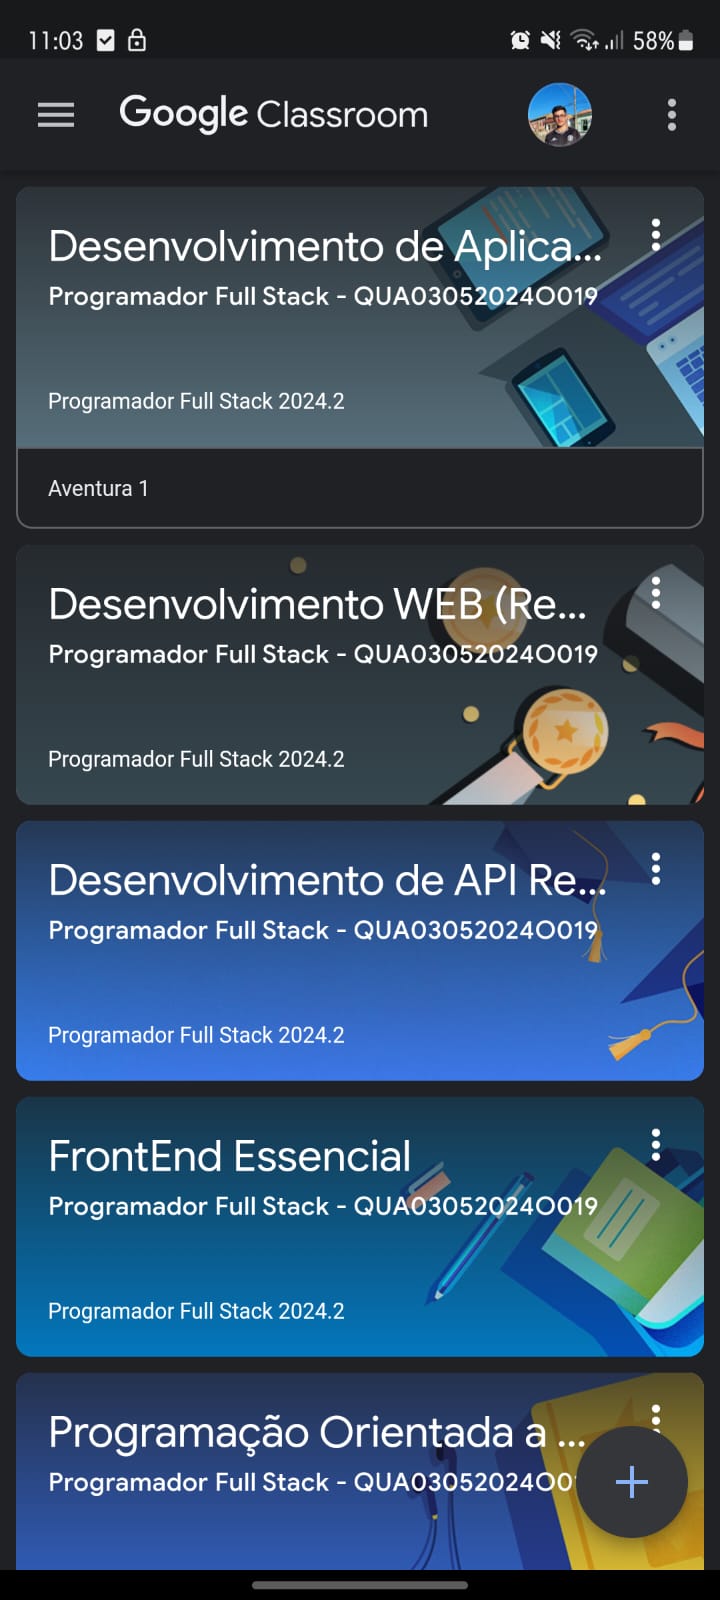 11:03 58%
Google Classroom
Desenvolvimento de Aplica...
Programador Full Stack - QUA03052024O019
Programador Full Stack 2024.2
Aventura 1
Desenvolvimento WEB (Re...
Programador Full Stack - QUA03052024O019
Programador Full Stack 2024.2
Desenvolvimento de API Re...
Programador Full Stack - QUA03052024O019
Programador Full Stack 2024.2
FrontEnd Essencial
Programador Full Stack - QUA03052024O019
Programador Full Stack 2024.2
Programação Orientada a ...
Programador Full Stack - QUA03052024O0